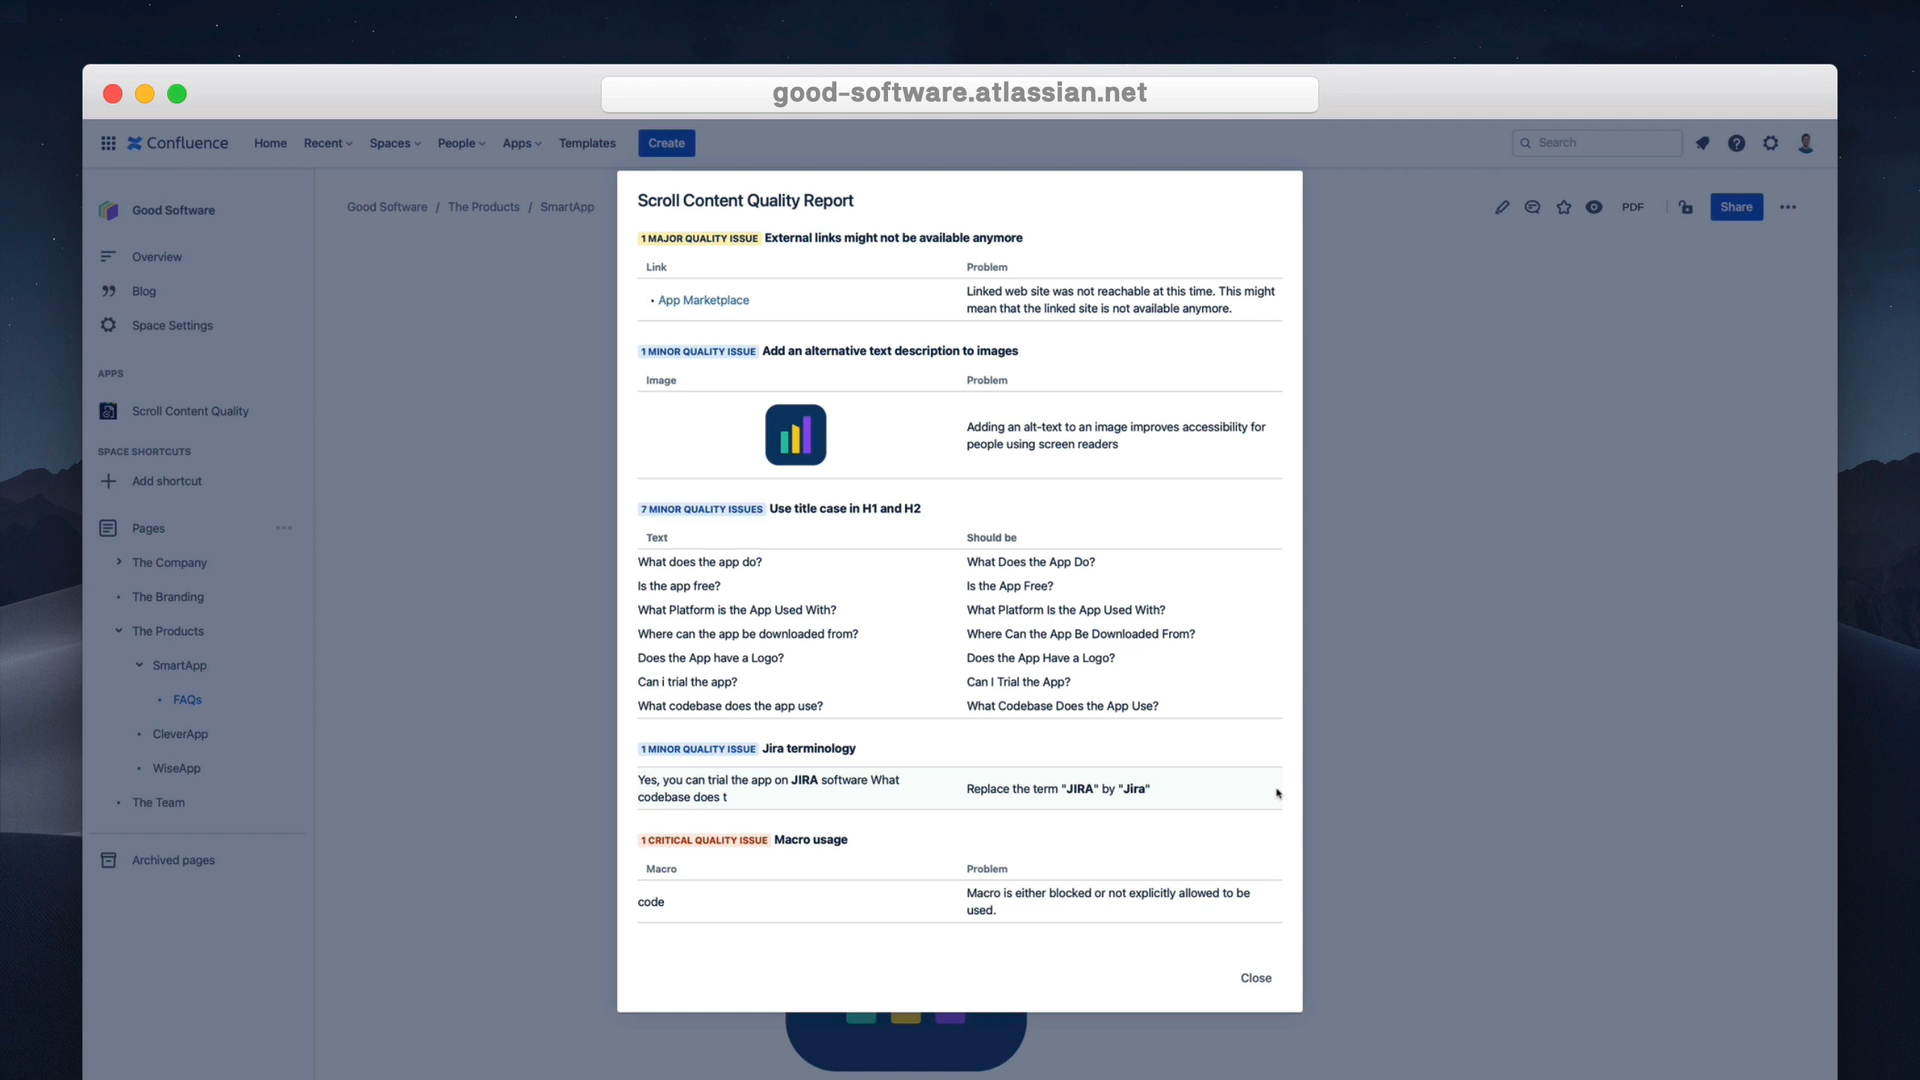 good-software.atlassian.net
Confluence
Home
Recent
Spaces
People
Apps
Templates
Create
Search
Good Software
Overview
Blog
Space Settings
APPS
Scroll Content Quality
SPACE SHORTCUTS
Add shortcut
Pages
The Company
The Branding
The Products
SmartApp
FAQs
CleverApp
WiseApp
The Team
Archived pages
Good Software / The Products / SmartApp
PDF
Share
Scroll Content Quality Report
1 MAJOR QUALITY ISSUE External links might not be available anymore
Link Problem
• App Marketplace
Linked web site was not reachable at this time. This might
mean that the linked site is not available anymore.
1 MINOR QUALITY ISSUE Add an alternative text description to images
Image Problem
Adding an alt-text to an image improves accessibility for
people using screen readers
7 MINOR QUALITY ISSUES Use title case in H1 and H2
Text Should be
What does the app do? What Does the App Do?
Is the app free? Is the App Free?
What Platform is the App Used With? What Platform Is the App Used With?
Where can the app be downloaded from? Where Can the App Be Downloaded From?
Does the App have a Logo? Does the App Have a Logo?
Can i trial the app? Can I Trial the App?
What codebase does the app use? What Codebase Does the App Use?
1 MINOR QUALITY ISSUE Jira terminology
Yes, you can trial the app on JIRA software What
codebase does t
Replace the term "JIRA" by "Jira"
1 CRITICAL QUALITY ISSUE Macro usage
Macro Problem
code
Macro is either blocked or not explicitly allowed to be
used.
Close